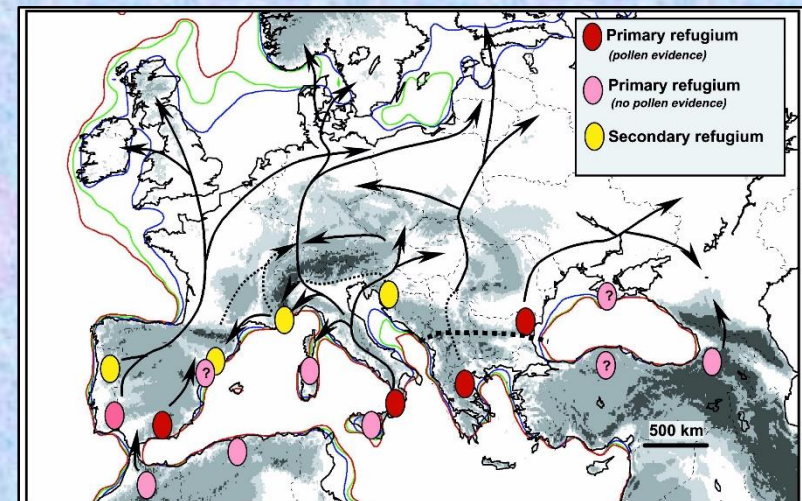 Primary refugium
(pollen evidence)
Primary refugium
(no pollen evidence)
Secondary refugium
?
?
?
500 km